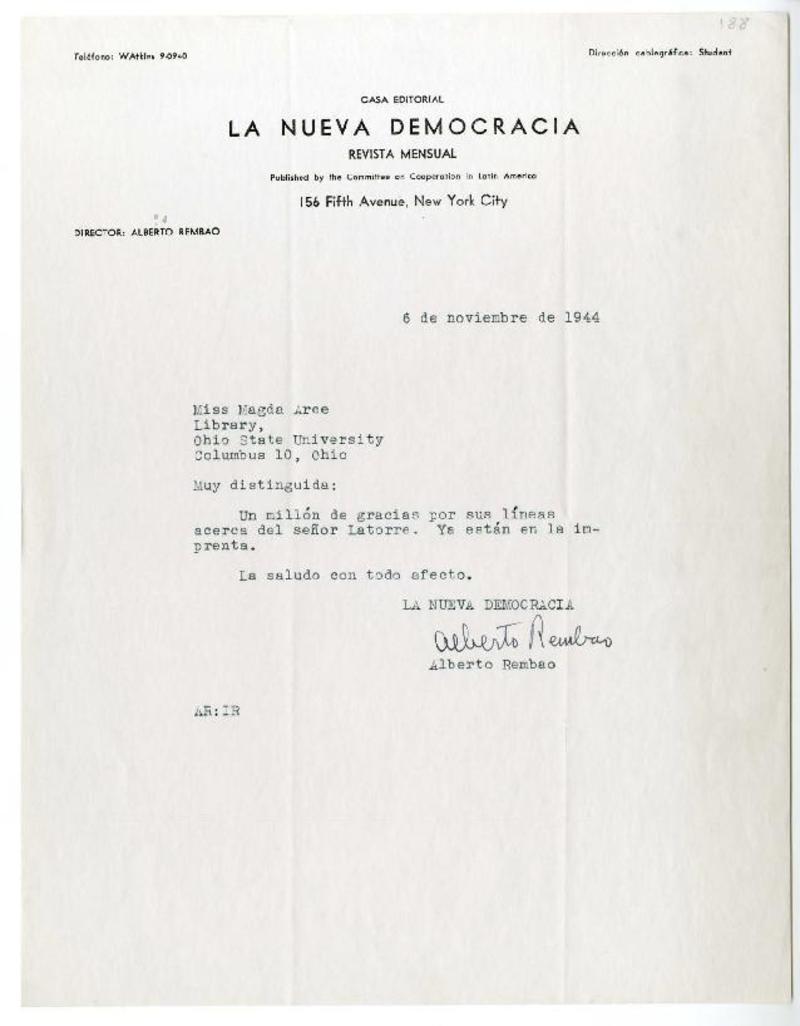 188
Teléfono: WAtkins 9-0940
Dirección cablegráfica: Student
CASA EDITORIAL
LA NUEVA DEMOCRACIA
REVISTA MENSUAL
Published by the Committee on Cooperation in Latin America
156 Fifth Avenue, New York City
DIRECTOR: ALBERTO REMBAO
6 de noviembre de 1944
Miss Magda Arce
Library,
Ohio State University
Columbus 10, Ohio
Muy distinguida:
Un millón de gracias por sus líneas
acerca del señor Latorre. Ya están en la im-
prenta.
La saludo con todo afecto.
LA NUEVA DEMOCRACIA
Alberto Rembao
Alberto Rembao
AR:IR